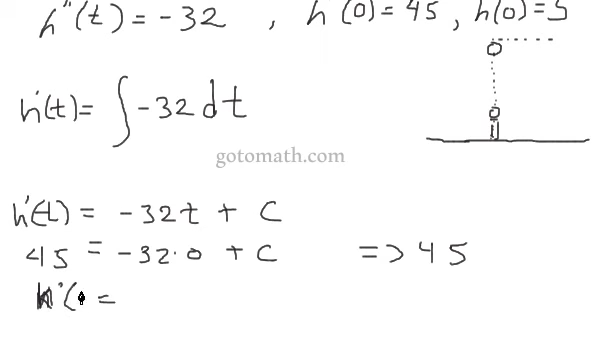 h''(t) = -32 , h'(0) = 45 , h(0) = 5
h'(t) = ∫ -32 dt
gotomath.com
h'(t) = -32t + C
45 = -32·0 + C => 45
h'( =